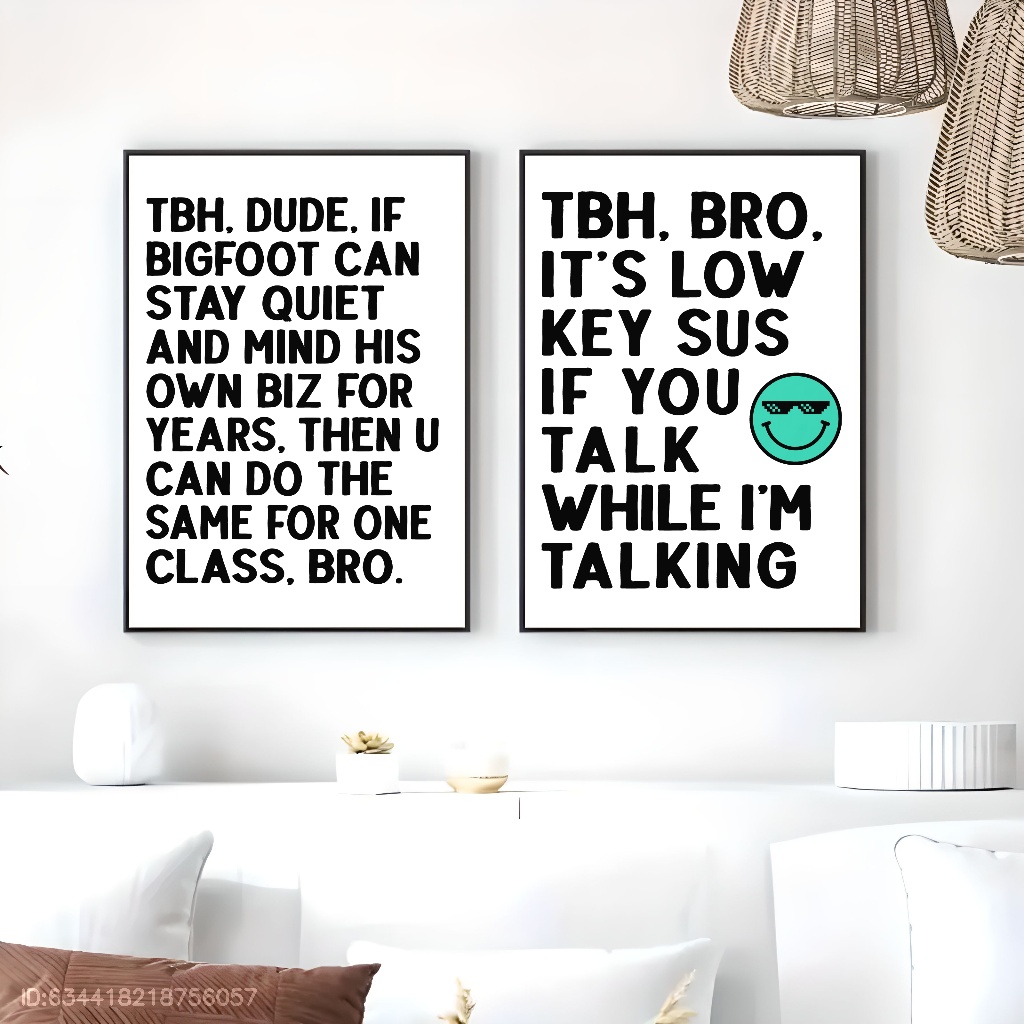 TBH, DUDE, IF
BIGFOOT CAN
STAY QUIET
AND MIND HIS
OWN BIZ FOR
YEARS, THEN U
CAN DO THE
SAME FOR ONE
CLASS, BRO.
TBH, BRO,
IT'S LOW
KEY SUS
IF YOU
TALK
WHILE I'M
TALKING
ID:634418218756057